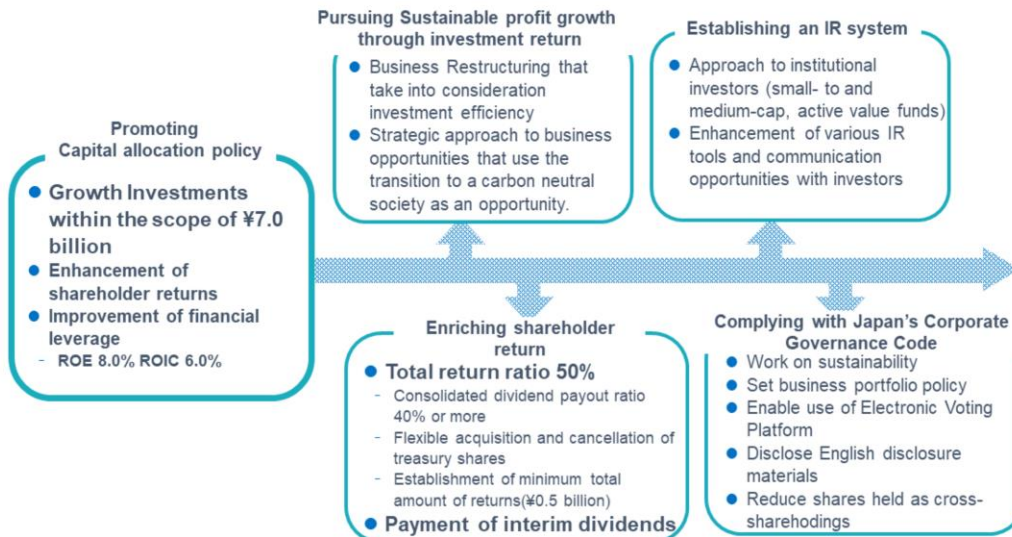 Promoting
Capital allocation policy
Growth Investments
within the scope of ¥7.0
billion
Enhancement of
shareholder returns
Improvement of financial
leverage
- ROE 8.0% ROIC 6.0%
Pursuing Sustainable profit growth
through investment return
Business Restructuring that
take into consideration
investment efficiency
Strategic approach to business
opportunities that use the
transition to a carbon neutral
society as an opportunity.
Establishing an IR system
Approach to institutional
investors (small- to and
medium-cap, active value funds)
Enhancement of various IR
tools and communication
opportunities with investors
Enriching shareholder
return
Total return ratio 50%
- Consolidated dividend payout ratio
40% or more
- Flexible acquisition and cancellation of
treasury shares
- Establishment of minimum total
amount of returns(¥0.5 billion)
Payment of interim dividends
Complying with Japan's Corporate
Governance Code
Work on sustainability
Set business portfolio policy
Enable use of Electronic Voting
Platform
Disclose English disclosure
materials
Reduce shares held as cross-
sharehodings